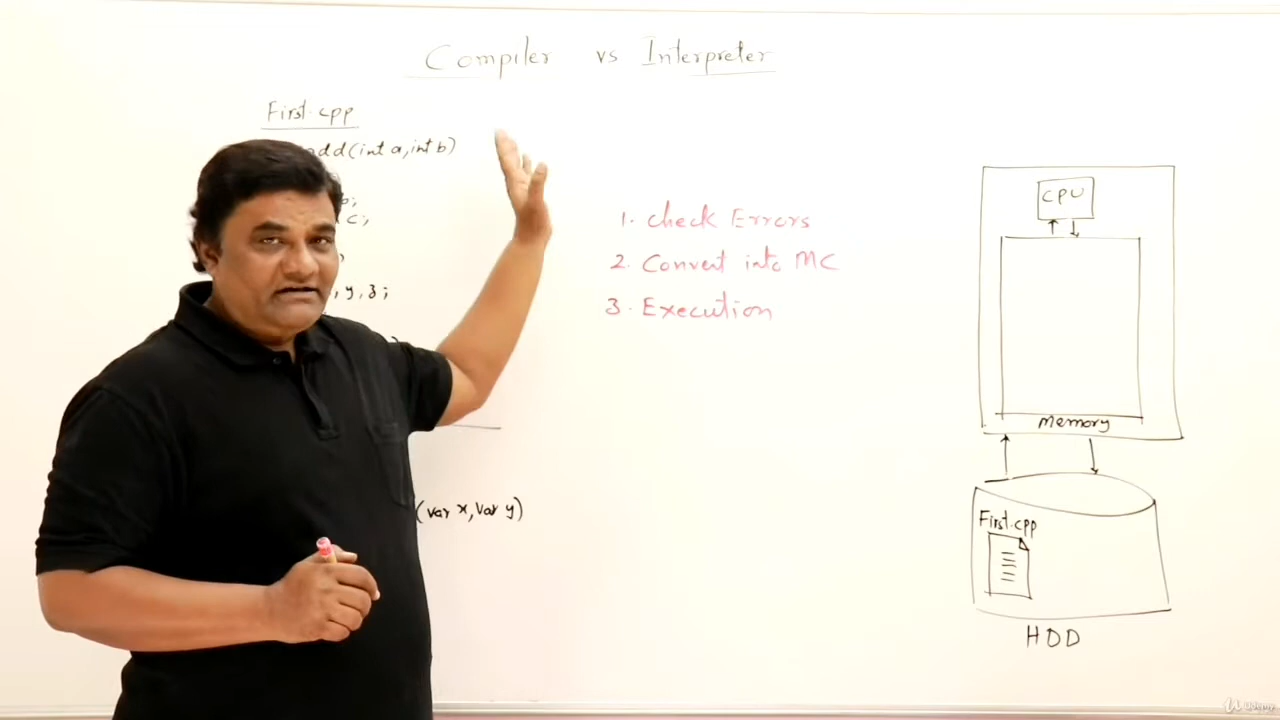 Compiler vs Interpreter
First.cpp
add(int a,int b)
b;
c;
;
, y, z;
(var x, var y)
1. check Errors
2. Convert into MC
3. Execution
CPU
memory
First.cpp
HDD